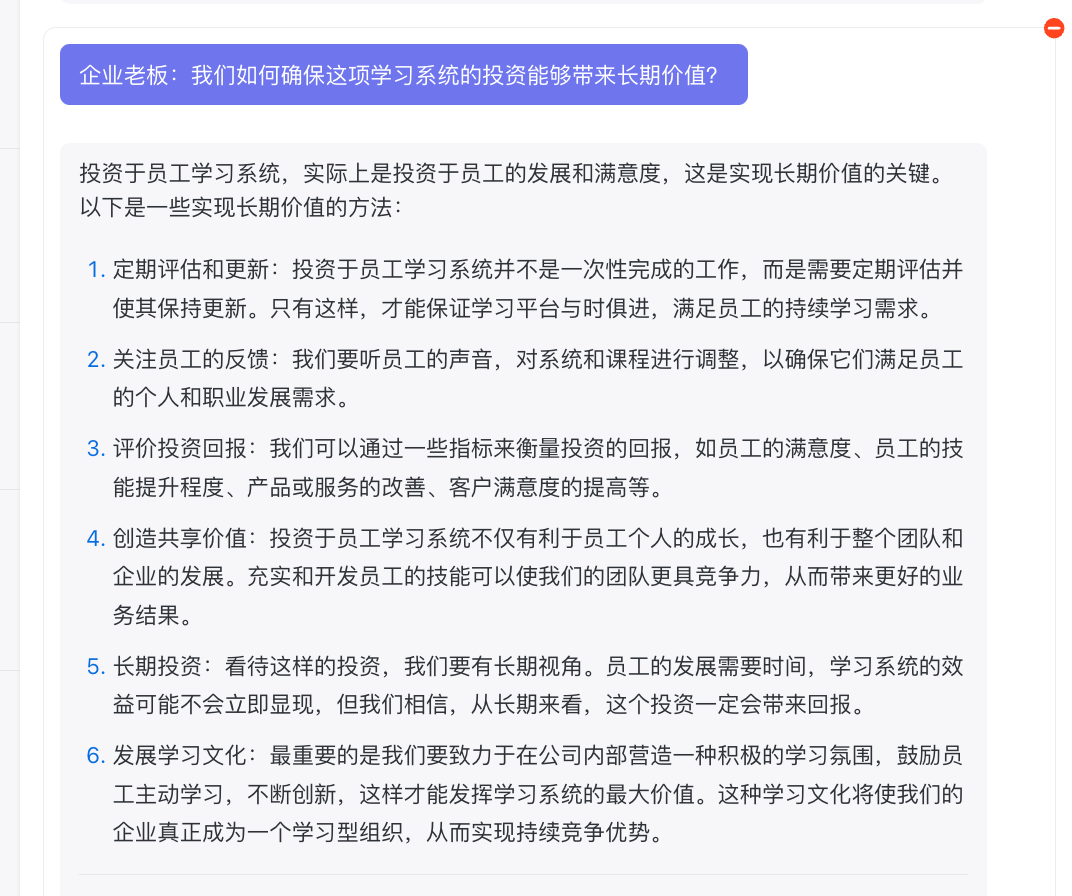 企业老板：我们如何确保这项学习系统的投资能够带来长期价值?
投资于员工学习系统，实际上是投资于员工的发展和满意度，这是实现长期价值的关键。
以下是一些实现长期价值的方法：
1. 定期评估和更新：投资于员工学习系统并不是一次性完成的工作，而是需要定期评估并
使其保持更新。只有这样，才能保证学习平台与时俱进，满足员工的持续学习需求。
2. 关注员工的反馈：我们要听员工的声音，对系统和课程进行调整，以确保它们满足员工
的个人和职业发展需求。
3. 评价投资回报：我们可以通过一些指标来衡量投资的回报，如员工的满意度、员工的技
能提升程度、产品或服务的改善、客户满意度的提高等。
4. 创造共享价值：投资于员工学习系统不仅有利于员工个人的成长，也有利于整个团队和
企业的发展。充实和开发员工的技能可以使我们的团队更具竞争力，从而带来更好的业
务结果。
5. 长期投资：看待这样的投资，我们要有长期视角。员工的发展需要时间，学习系统的效
益可能不会立即显现，但我们相信，从长期来看，这个投资一定会带来回报。
6. 发展学习文化：最重要的是我们要致力于在公司内部营造一种积极的学习氛围，鼓励员
工主动学习，不断创新，这样才能发挥学习系统的最大价值。这种学习文化将使我们的
企业真正成为一个学习型组织，从而实现持续竞争优势。